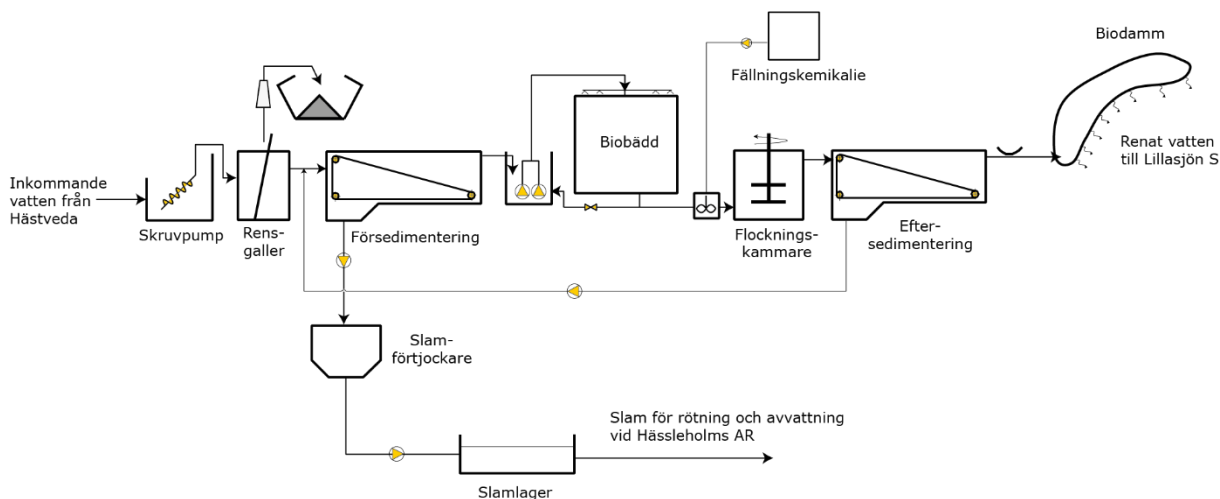 Biodamm
Fällningskemikalie
Biobädd
Renat vatten
till Lillasjön S
Inkommande
vatten från
Hästveda
Skruvpump
Rens-
galler
Försedimentering
Flocknings-
kammare
Efter-
sedimentering
Slam-
förtjockare
Slam för rötning och avvattning
vid Hässleholms AR
Slamlager